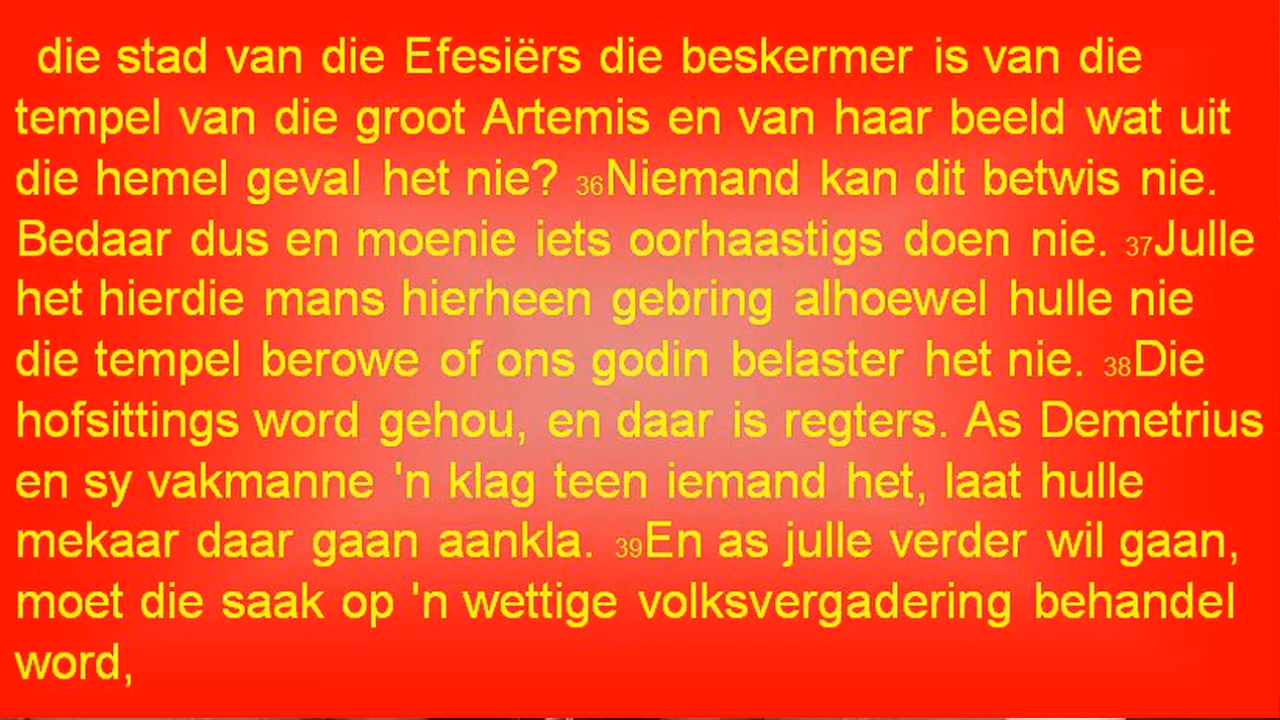 die stad van die Efesiërs die beskermer is van die
tempel van die groot Artemis en van haar beeld wat uit
die hemel geval het nie? 36Niemand kan dit betwis nie.
Bedaar dus en moenie iets oorhaastigs doen nie. 37Julle
het hierdie mans hierheen gebring alhoewel hulle nie
die tempel berowe of ons godin belaster het nie. 38Die
hofsittings word gehou, en daar is regters. As Demetrius
en sy vakmanne 'n klag teen iemand het, laat hulle
mekaar daar gaan aankla. 39En as julle verder wil gaan,
moet die saak op 'n wettige volksvergadering behandel
word,